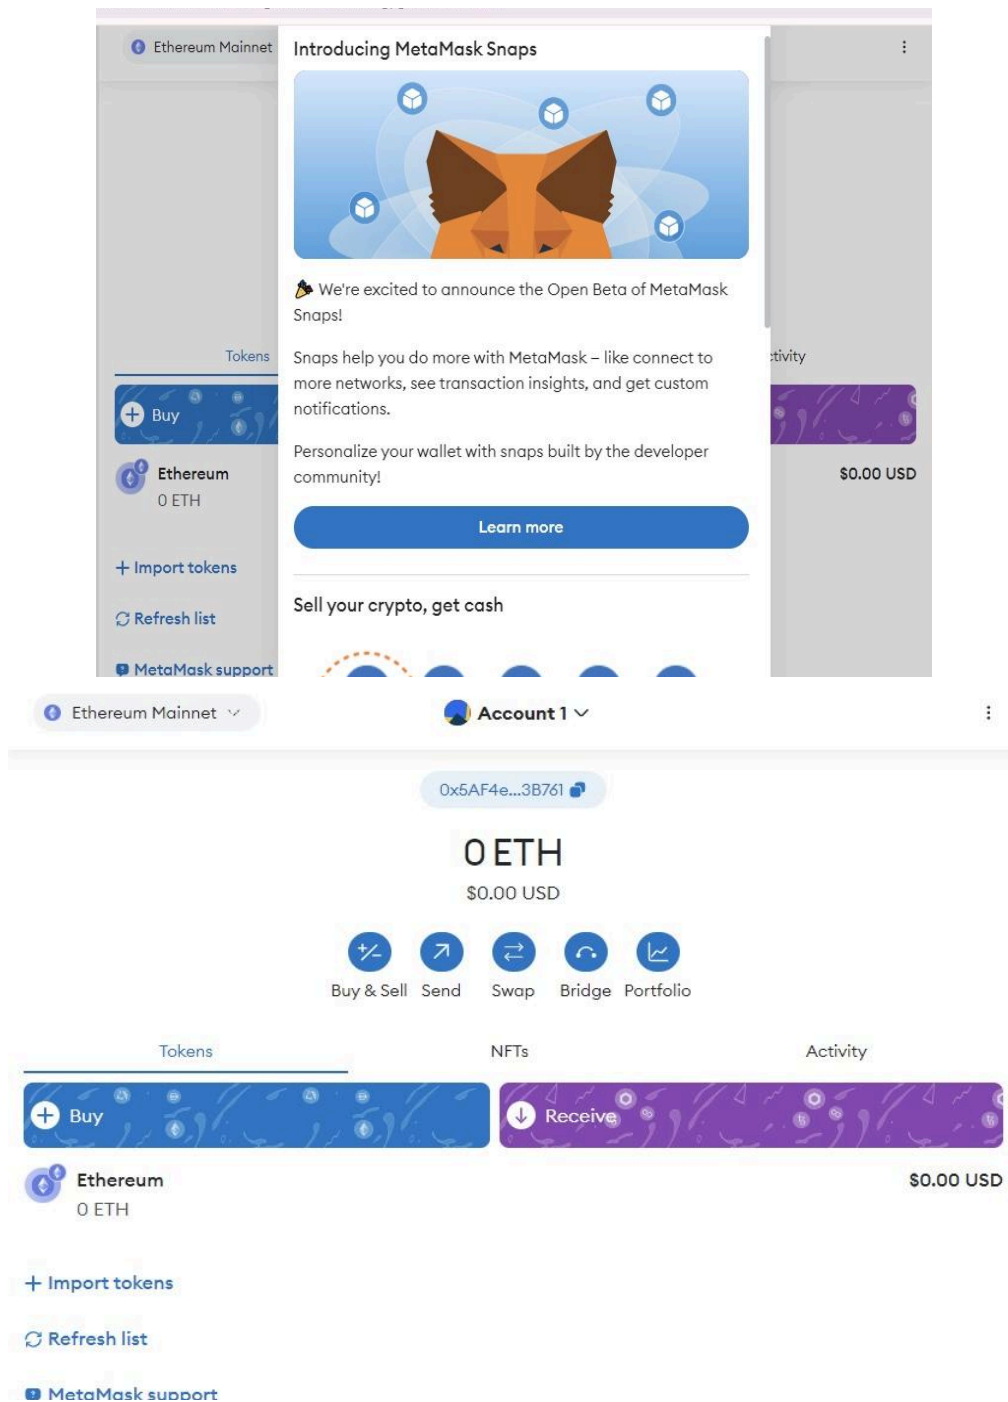 Ethereum Mainnet
Introducing MetaMask Snaps
🎉 We're excited to announce the Open Beta of MetaMask
Snaps!
Tokens
Snaps help you do more with MetaMask – like connect to
more networks, see transaction insights, and get custom
notifications.
ctivity
Buy
Personalize your wallet with snaps built by the developer
community!
Ethereum
$0.00 USD
0 ETH
Learn more
+ Import tokens
Sell your crypto, get cash
Refresh list
MetaMask support
Ethereum Mainnet
Account 1
0x5AF4e...3B761
0 ETH
$0.00 USD
Buy & Sell Send Swap Bridge Portfolio
Tokens NFTs Activity
Buy Receive
Ethereum $0.00 USD
0 ETH
+ Import tokens
Refresh list
MetaMask support